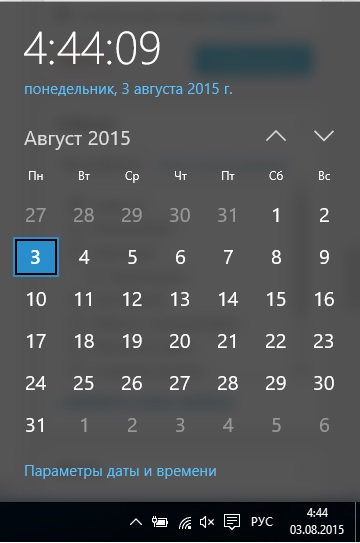 4:44:09
понедельник, 3 августа 2015 г.
Август 2015
Пн Вт Ср Чт Пт Сб Вс
27 28 29 30 31 1 2
3 4 5 6 7 8 9
10 11 12 13 14 15 16
17 18 19 20 21 22 23
24 25 26 27 28 29 30
31 1 2 3 4 5 6
Параметры даты и времени
РУС 4:44
03.08.2015